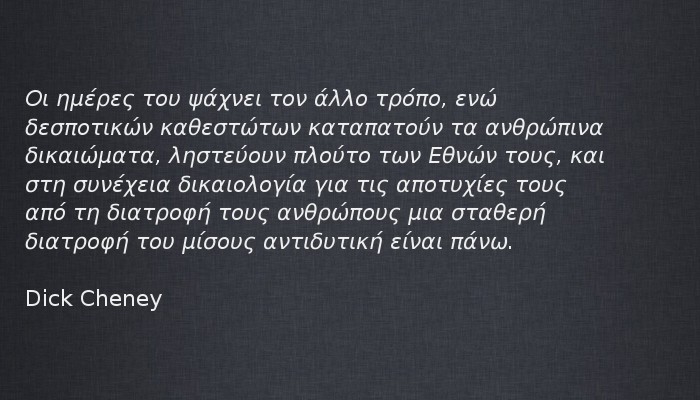 Οι ημέρες του ψάχνει τον άλλο τρόπο, ενώ
δεσποτικών καθεστώτων καταπατούν τα ανθρώπινα
δικαιώματα, ληστεύουν πλούτο των Εθνών τους, και
στη συνέχεια δικαιολογία για τις αποτυχίες τους
από τη διατροφή τους ανθρώπους μια σταθερή
διατροφή του μίσους αντιδυτική είναι πάνω.
Dick Cheney